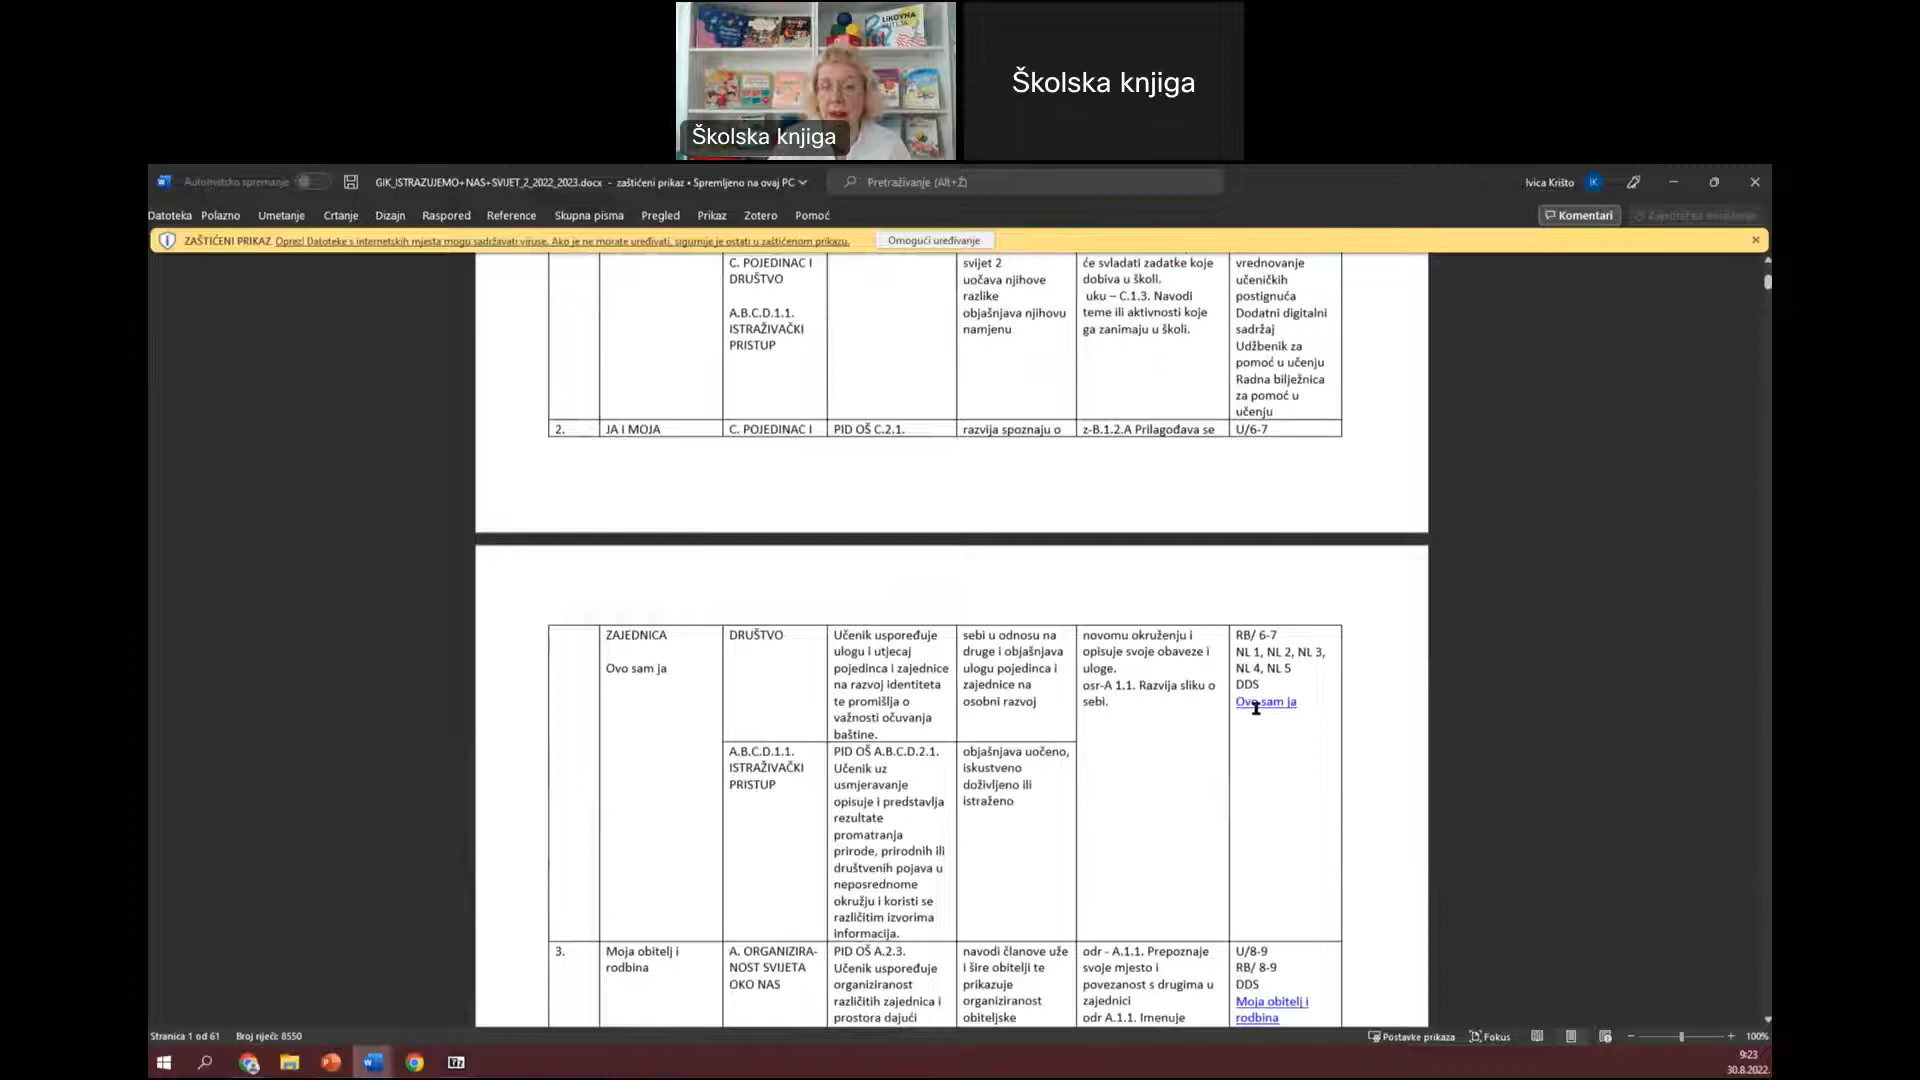 LIKOVNA
Školska knjiga
Školska knjiga
Automatsko spremanje
GIK_ISTRAZUJEMO+NAS+SVIJET_2_2022_2023.docx - zaštićeni prikaz • Spremljeno na ovaj PC
Pretraživanje (Alt+Ž)
Ivica Krišto
IK
Datoteka Polazno Umetanje Crtanje Dizajn Raspored Reference Skupna pisma Pregled Prikaz Zotero Pomoć
Komentari
ZAŠTIĆENI PRIKAZ Oprez! Datoteke s internetskih mjesta mogu sadržavati viruse. Ako je ne morate uređivati, sigurnije je ostati u zaštićenom prikazu.
Omogući uređivanje
C. POJEDINAC I
DRUŠTVO
A.B.C.D.1.1.
ISTRAŽIVAČKI
PRISTUP
svijet 2
uočava njihove
razlike
objašnjava njihovu
namjenu
će svladati zadatke koje
dobiva u školi.
uku – C.1.3. Navodi
teme ili aktivnosti koje
ga zanimaju u školi.
vrednovanje
učeničkih
postignuća
Dodatni digitalni
sadržaj
Udžbenik za
pomoć u učenju
Radna bilježnica
za pomoć u
učenju
2.
JA I MOJA
C. POJEDINAC I
PID OŠ C.2.1.
razvija spoznaju o
z-B.1.2.A Prilagođava se
U/6-7
ZAJEDNICA
Ovo sam ja
DRUŠTVO
Učenik uspoređuje
ulogu i utjecaj
pojedinca i zajednice
na razvoj identiteta
te promišlja o
važnosti očuvanja
baštine.
sebi u odnosu na
druge i objašnjava
ulogu pojedinca i
zajednice na
osobni razvoj
novomu okruženju i
opisuje svoje obaveze i
uloge.
osr-A 1.1. Razvija sliku o
sebi.
RB/ 6-7
NL 1, NL 2, NL 3,
NL 4, NL 5
DDS
Ovo sam ja
A.B.C.D.1.1.
ISTRAŽIVAČKI
PRISTUP
PID OŠ A.B.C.D.2.1.
Učenik uz
usmjeravanje
opisuje i predstavlja
rezultate
promatranja
prirode, prirodnih ili
društvenih pojava u
neposrednome
okružju i koristi se
različitim izvorima
informacija.
objašnjava uočeno,
iskustveno
doživljeno ili
istraženo
3.
Moja obitelj i
rodbina
A. ORGANIZIRA-
NOST SVIJETA
OKO NAS
PID OŠ A.2.3.
Učenik uspoređuje
organiziranost
različitih zajednica i
prostora dajući
navodi članove uže
i šire obitelji te
prikazuje
organiziranost
obiteljske
odr - A.1.1. Prepoznaje
svoje mjesto i
povezanost s drugima u
zajednici
odr A.1.1. Imenuje
U/8-9
RB/ 8-9
DDS
Moja obitelj i
rodbina
Stranica 1 od 61 Broj riječi: 8550
Postavke prikaza Fokus 100%
9:23
30.8.2022.